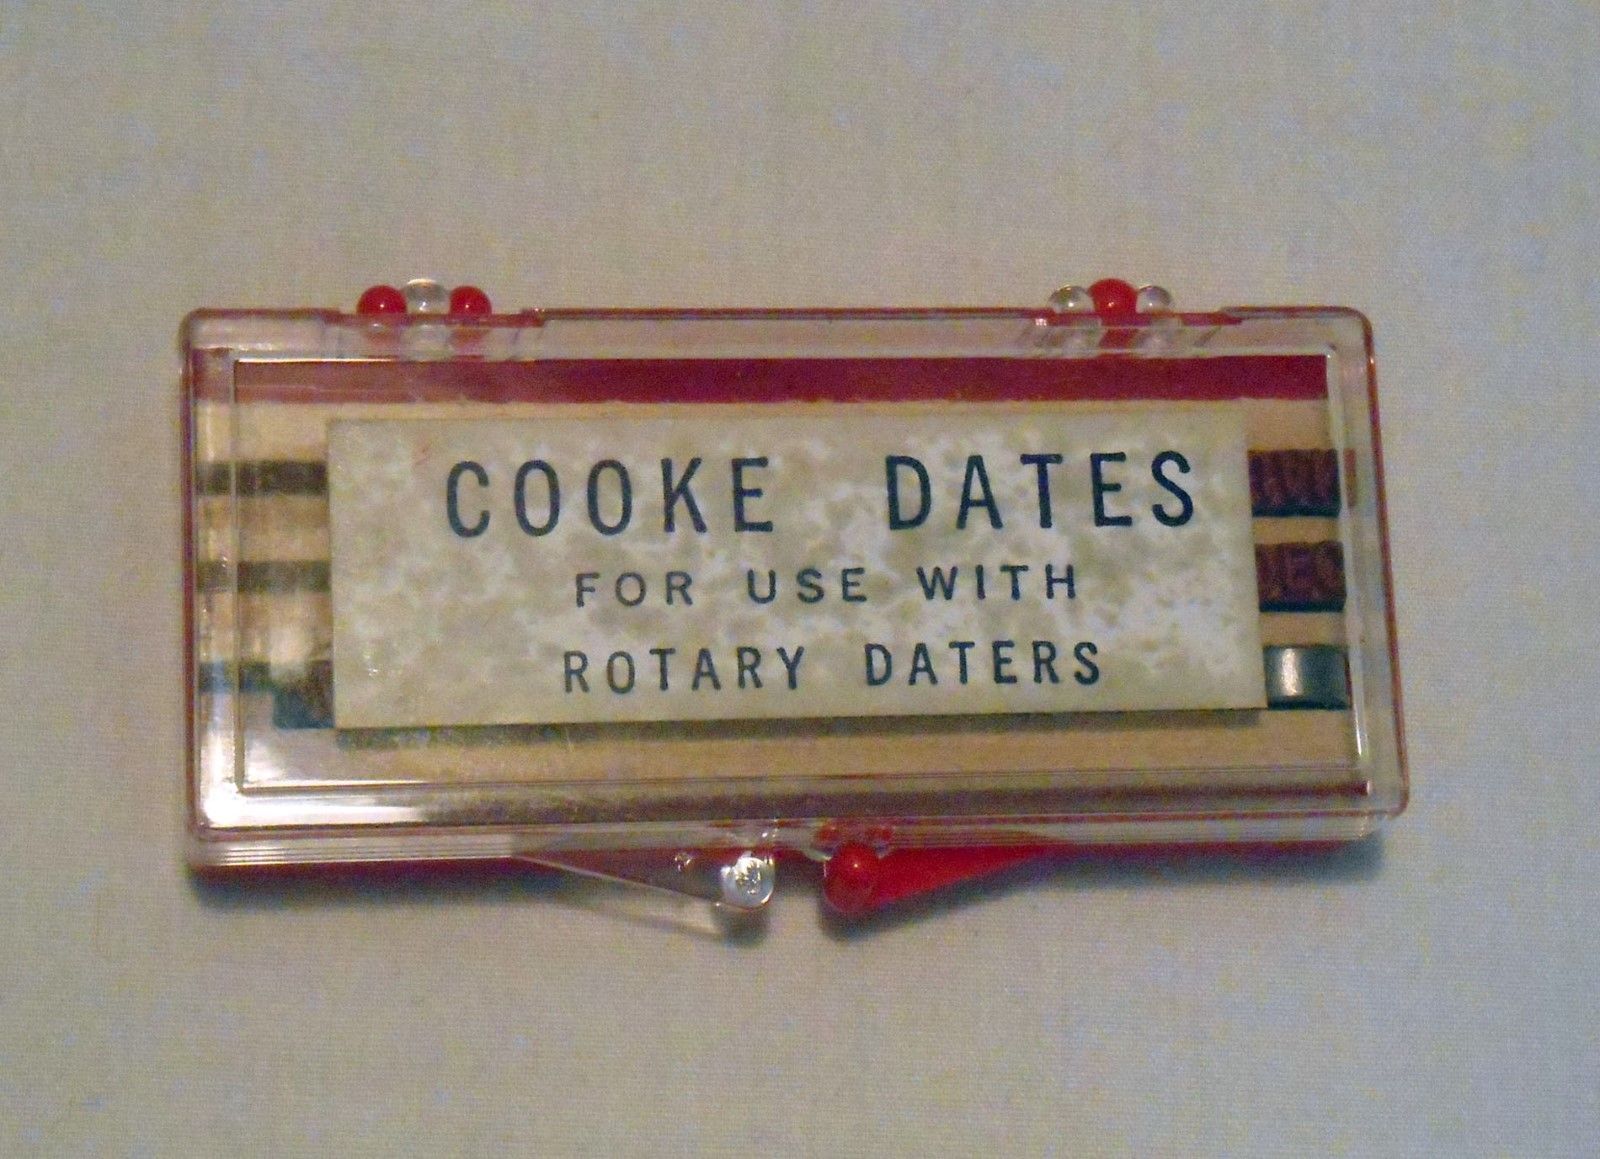 COOKE DATES
FOR USE WITH
ROTARY DATERS